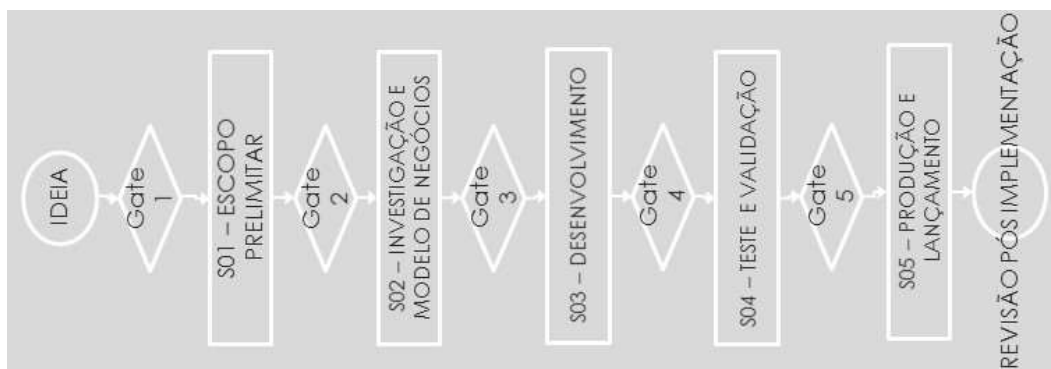 IDEIA
Gate
1
S01 – ESCOPO
PRELIMITAR
Gate
2
S02 – INVESTIGAÇÃO E
MODELO DE NEGÓCIOS
Gate
3
S03 – DESENVOLVIMENTO
Gate
4
S04 – TESTE E VALIDAÇÃO
Gate
5
S05 – PRODUÇÃO E
LANÇAMENTO
REVISÃO PÓS IMPLEMENTAÇÃO